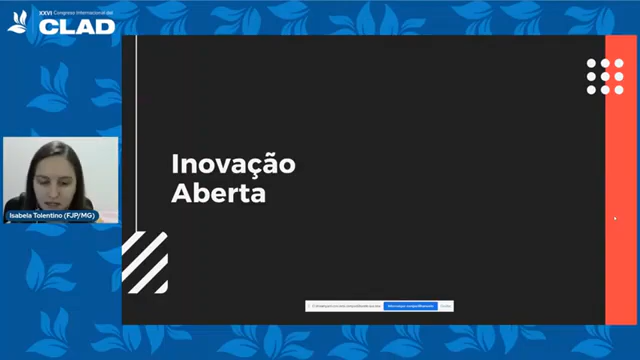 XXVI Congreso Internacional del
CLAD
Inovação
Aberta
Isabela Tolentino (FJP/MG)